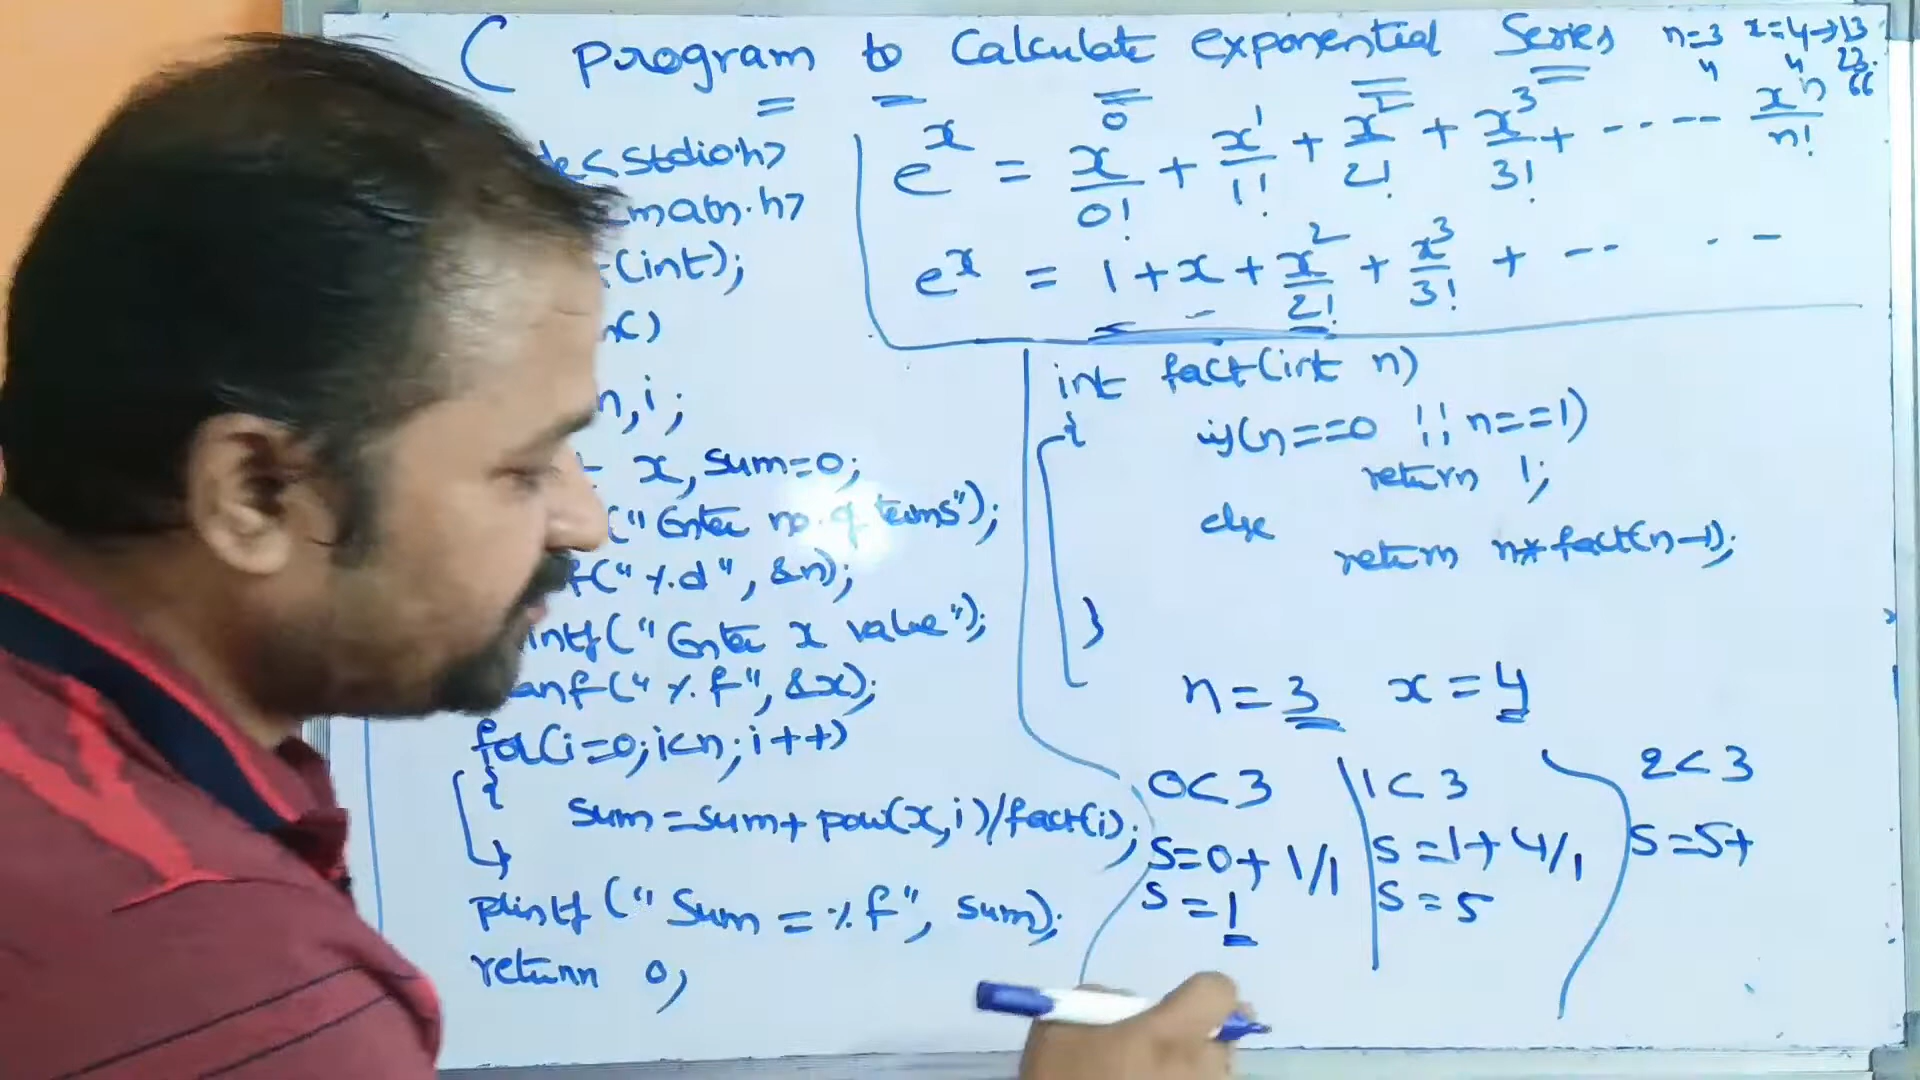 C program to Calculate exponential Series n=3 x=4→13
4 4 23.66
e^x = x^0/0! + x^1/1! + x^2/2! + x^3/3! + ---- x^n/n!
e^x = 1+x+x^2/2! + x^3/3! + -- . -
<stdio.h>
<math.h>
(int);
n()
n,i;
x, sum=0;
("Enter no. of terms");
f("%d", &n);
intf("Enter x value");
anf("%f", &x);
for(i=0;i<n;i++)
{
sum=sum+pow(x,i)/fact(i);
}
printf("Sum = %f", sum);
return 0;
int fact(int n)
{
if(n==0 || n==1)
return 1;
else
return n*fact(n-1);
}
n=3 x=4
0<3
S=0+1/1
S=1
1<3
S=1+4/1
S=5
2<3
S=5+